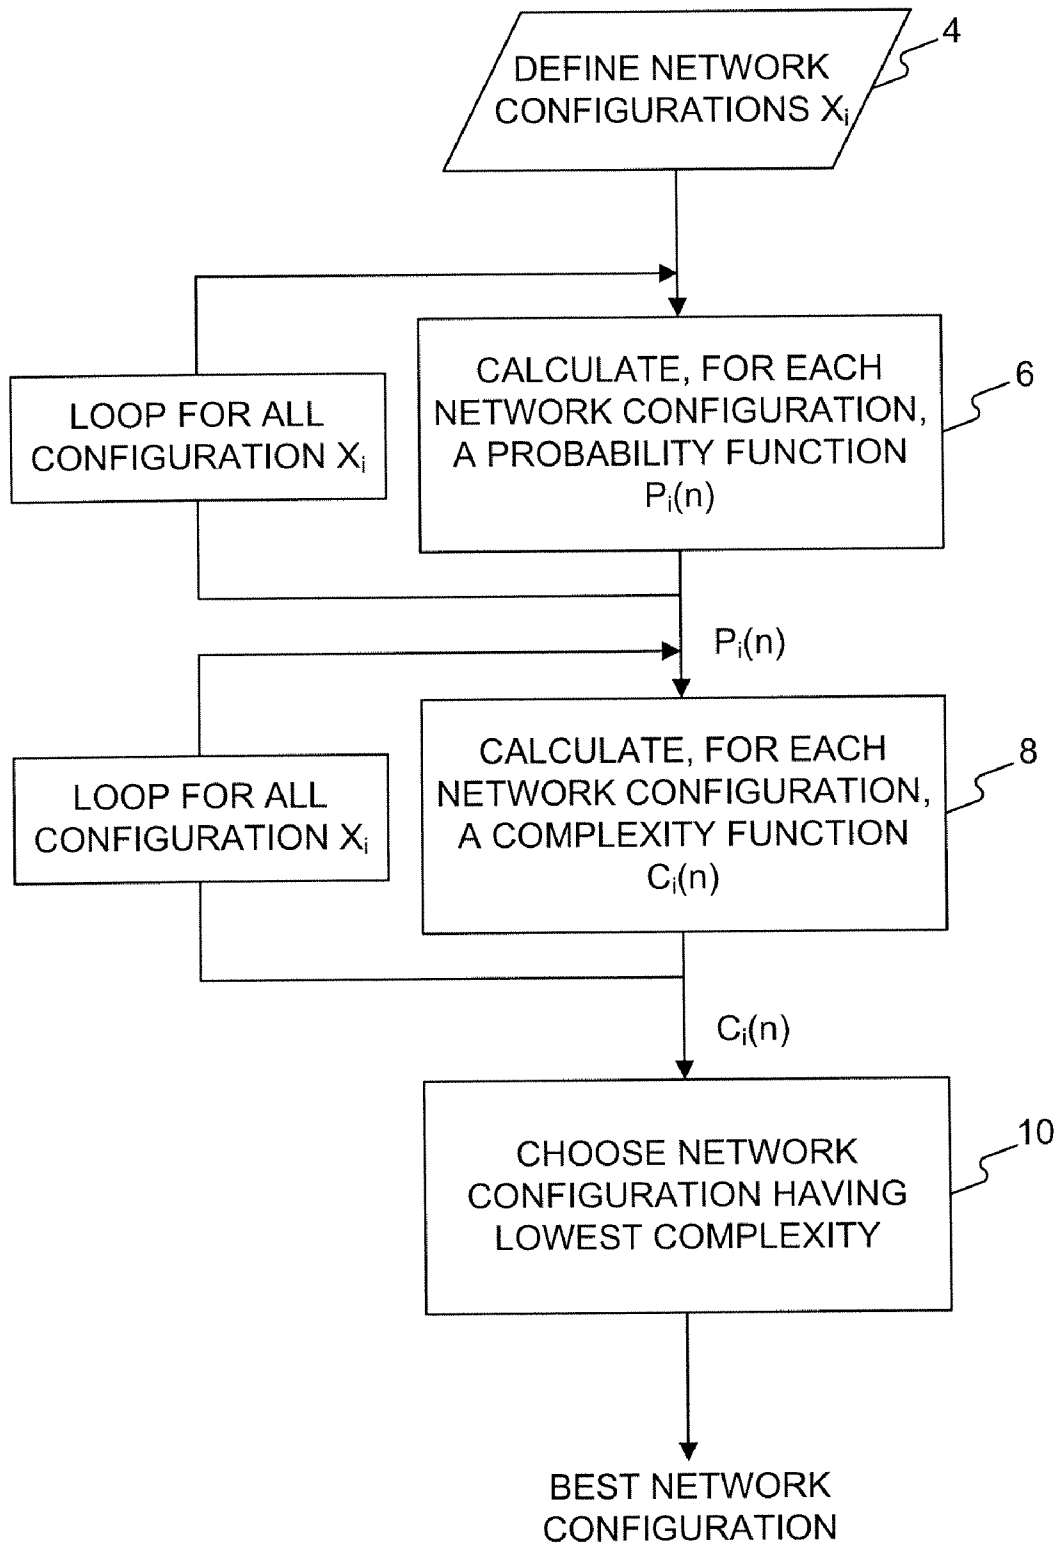 DEFINE NETWORK
CONFIGURATIONS Xi
4
CALCULATE, FOR EACH
NETWORK CONFIGURATION,
A PROBABILITY FUNCTION
Pi(n)
6
LOOP FOR ALL
CONFIGURATION Xi
Pi(n)
CALCULATE, FOR EACH
NETWORK CONFIGURATION,
A COMPLEXITY FUNCTION
Ci(n)
8
LOOP FOR ALL
CONFIGURATION Xi
Ci(n)
CHOOSE NETWORK
CONFIGURATION HAVING
LOWEST COMPLEXITY
10
BEST NETWORK
CONFIGURATION